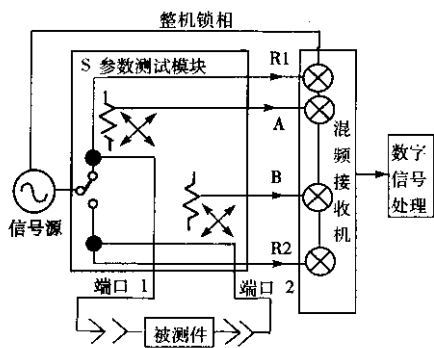 整机锁相
S 参数测试模块
R1
A
混频接收机
数字
信号
处理
B
信号源
R2
端口 1
端口 2
被测件